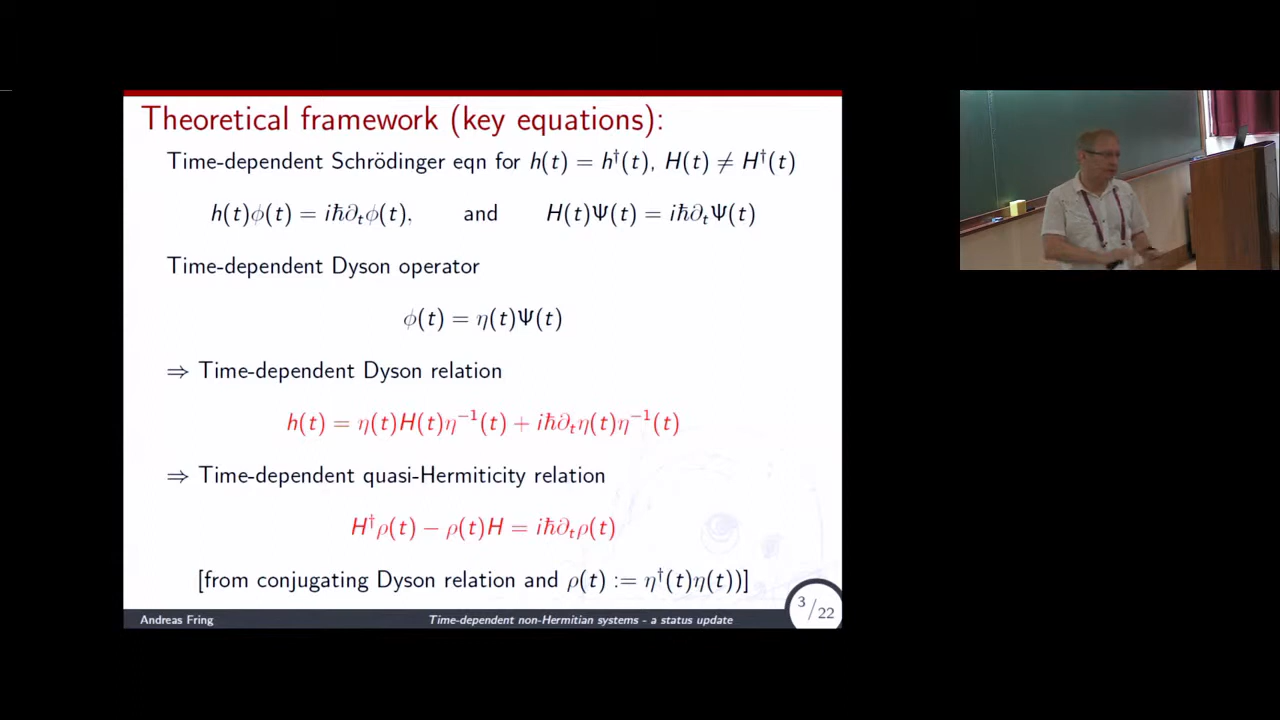 Theoretical framework (key equations):
Time-dependent Schrödinger eqn for h(t) = h†(t), H(t) ≠ H†(t)
h(t)ϕ(t) = iħ∂ₜϕ(t), and H(t)Ψ(t) = iħ∂ₜΨ(t)
Time-dependent Dyson operator
ϕ(t) = η(t)Ψ(t)
⇒ Time-dependent Dyson relation
h(t) = η(t)H(t)η⁻¹(t) + iħ∂ₜη(t)η⁻¹(t)
⇒ Time-dependent quasi-Hermiticity relation
H†ρ(t) − ρ(t)H = iħ∂ₜρ(t)
[from conjugating Dyson relation and ρ(t) := η†(t)η(t))]
Andreas Fring Time-dependent non-Hermitian systems - a status update 3/22